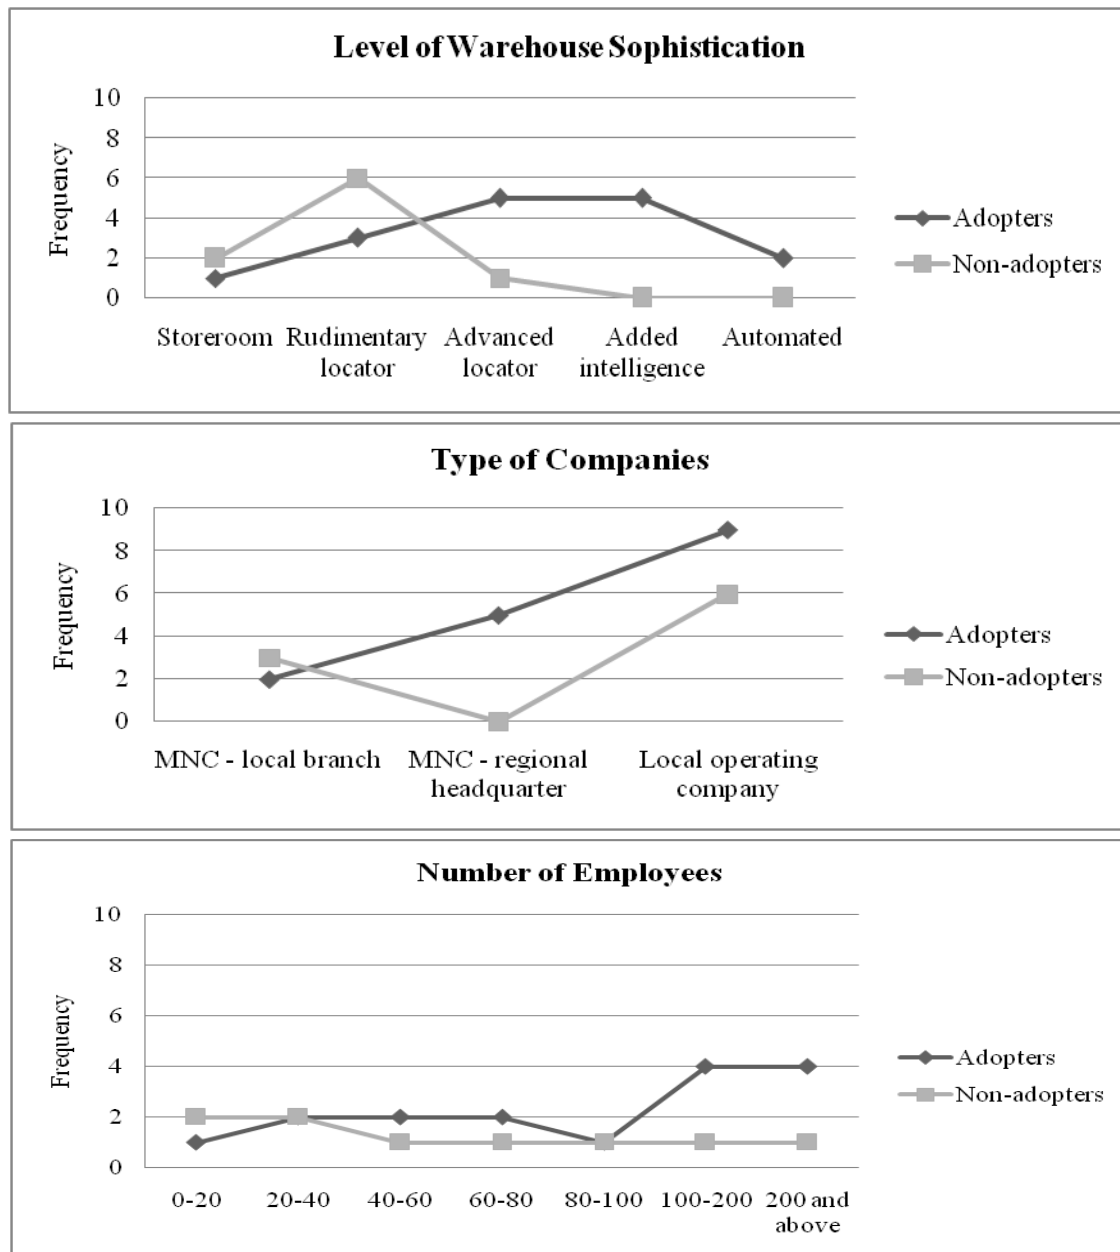 Level of Warehouse Sophistication
10
8
6
4
2
0
Frequency
Storeroom
Rudimentary
locator
Advanced
locator
Added
intelligence
Automated
Adopters
Non-adopters
Type of Companies
10
8
6
4
2
0
Frequency
MNC - local branch
MNC - regional
headquarter
Local operating
company
Adopters
Non-adopters
Number of Employees
10
8
6
4
2
0
Frequency
0-20
20-40
40-60
60-80
80-100
100-200
200 and
above
Adopters
Non-adopters